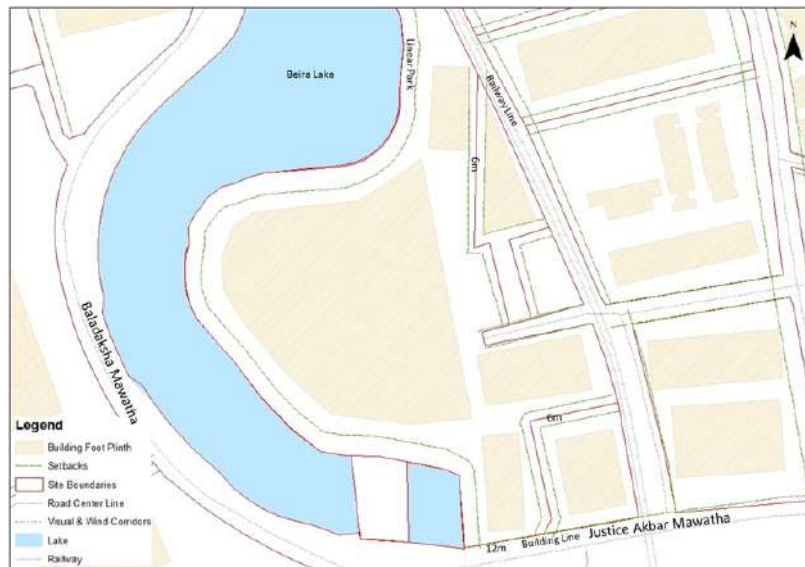 N
Beira Lake
Linear Park
Railway Line
6m
Baladaksha Mawatha
6m
12m
Building Line
Justice Akbar Mawatha
Legend
Building Foot Plinth
Setbacks
Site Boundaries
Road Center Line
Visual & Wind Corridors
Lake
Railway